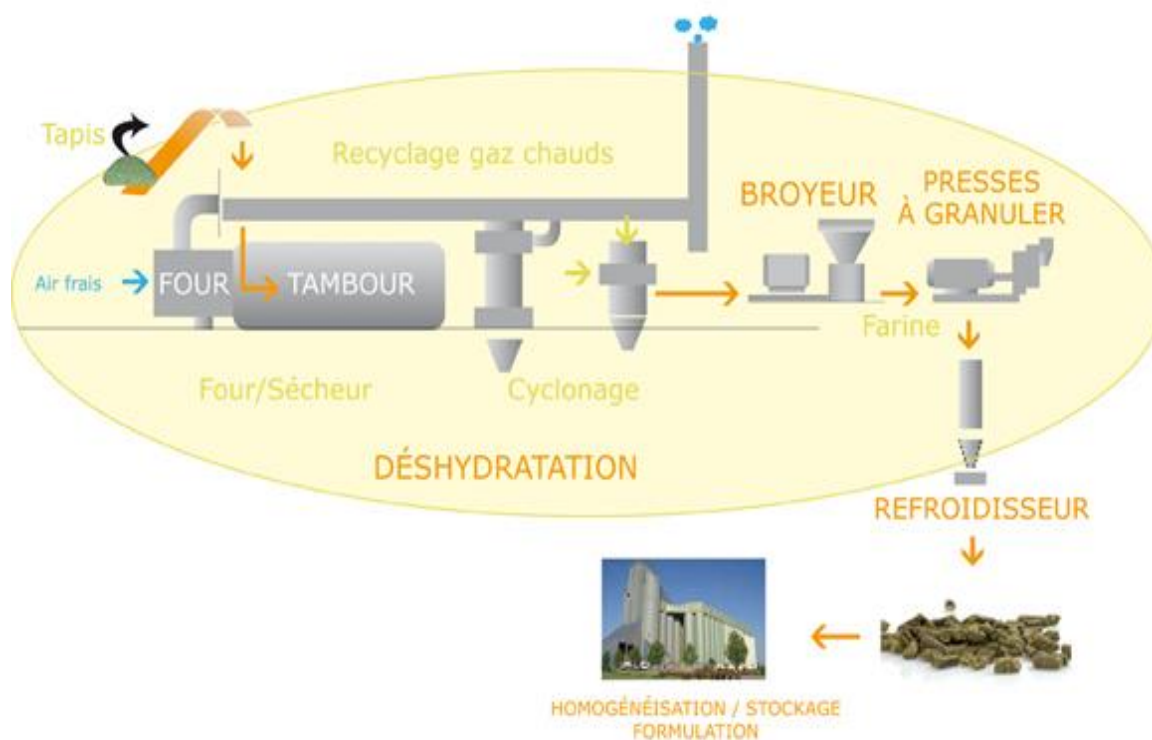 Tapis
Recyclage gaz chauds
BROYEUR
PRESSES
À GRANULER
Air frais
FOUR
TAMBOUR
Farine
Four/Sécheur
Cyclonage
DÉSHYDRATATION
REFROIDISSEUR
HOMOGÉNÉISATION / STOCKAGE
FORMULATION